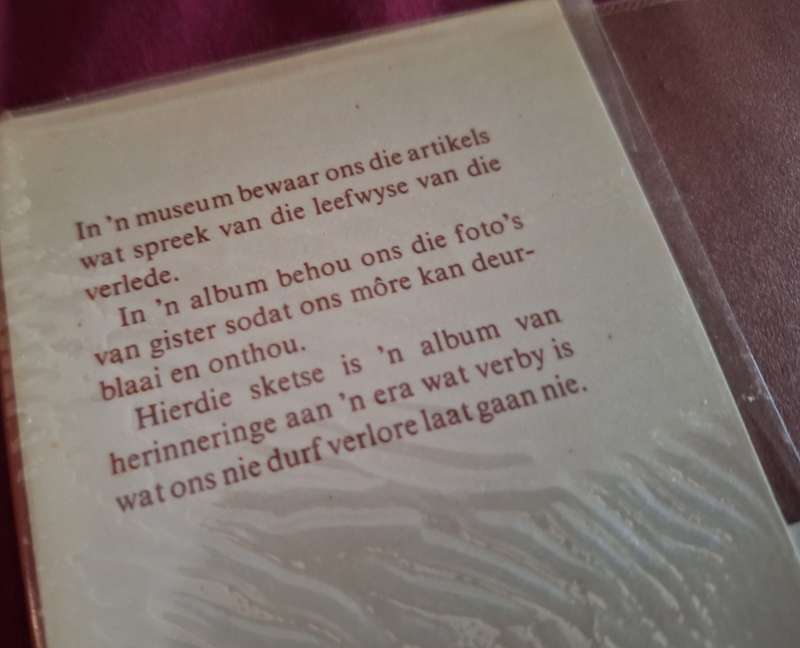 In 'n museum bewaar ons die artikels
wat spreek van die leefwyse van die
verlede.
In 'n album behou ons die foto's
van gister sodat ons môre kan deur-
blaai en onthou.
Hierdie sketse is 'n album van
herinneringe aan 'n era wat verby is
wat ons nie durf verlore laat gaan nie.